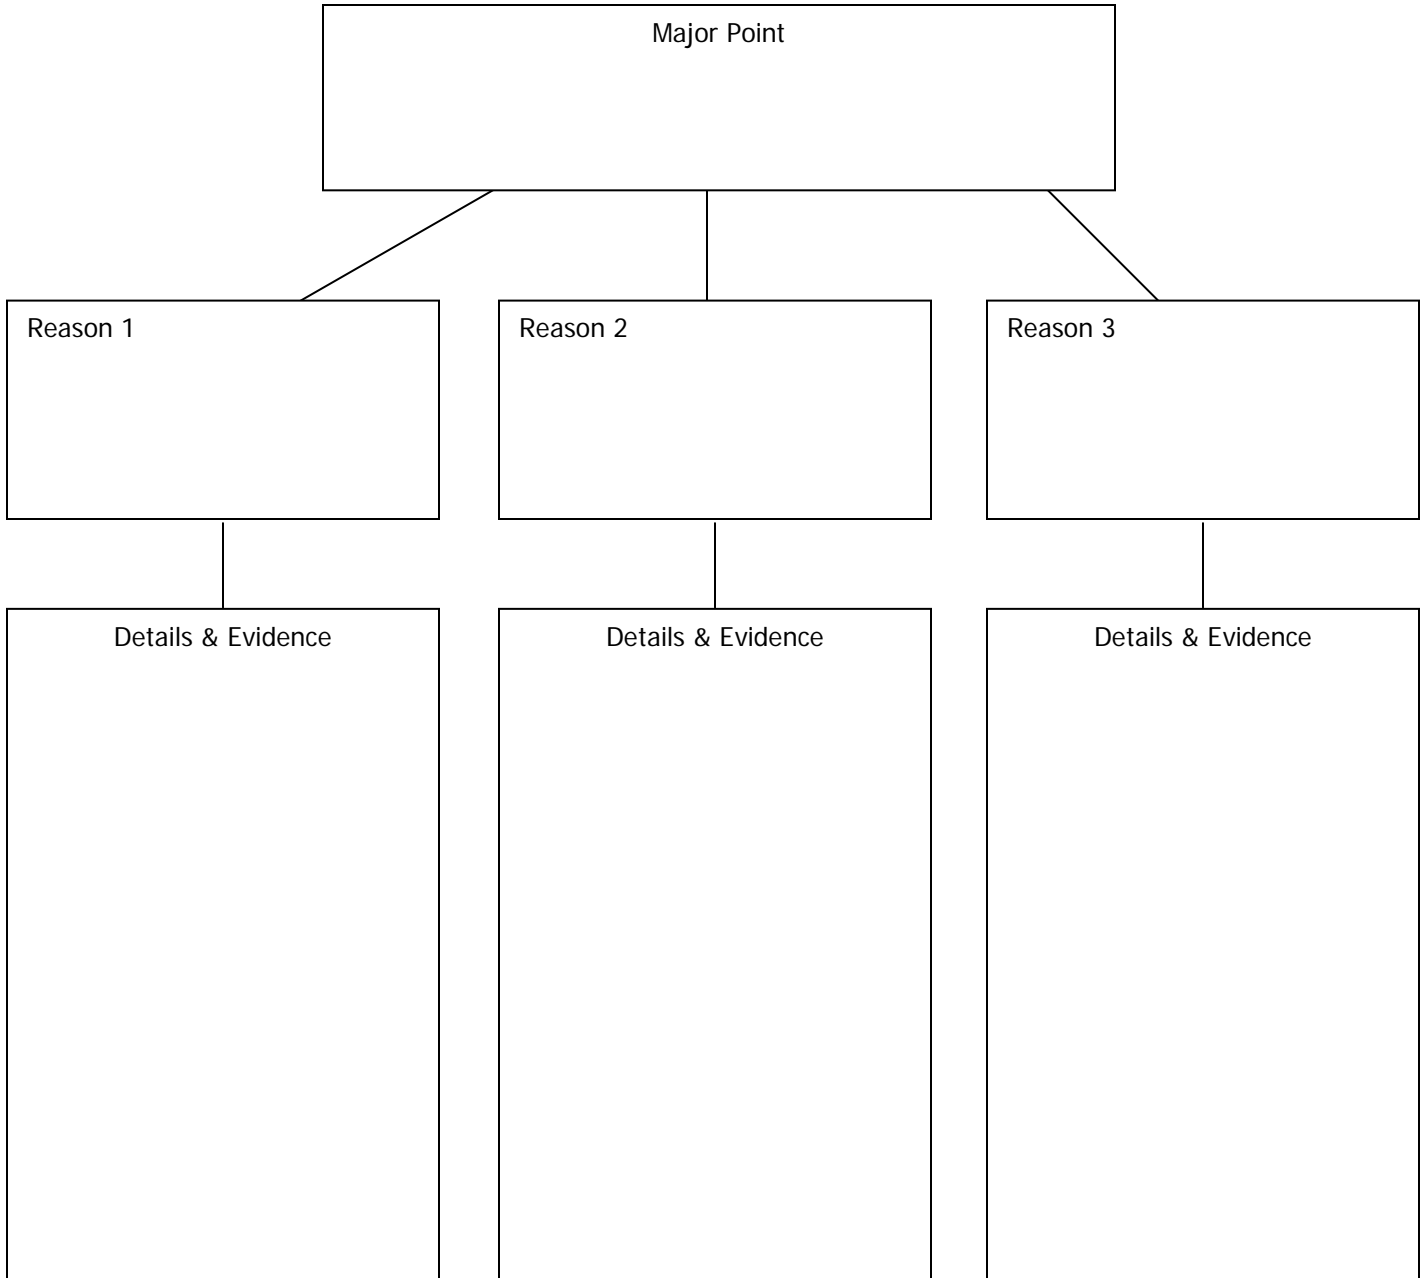 Major Point
Reason 1
Reason 2
Reason 3
Details & Evidence
Details & Evidence
Details & Evidence